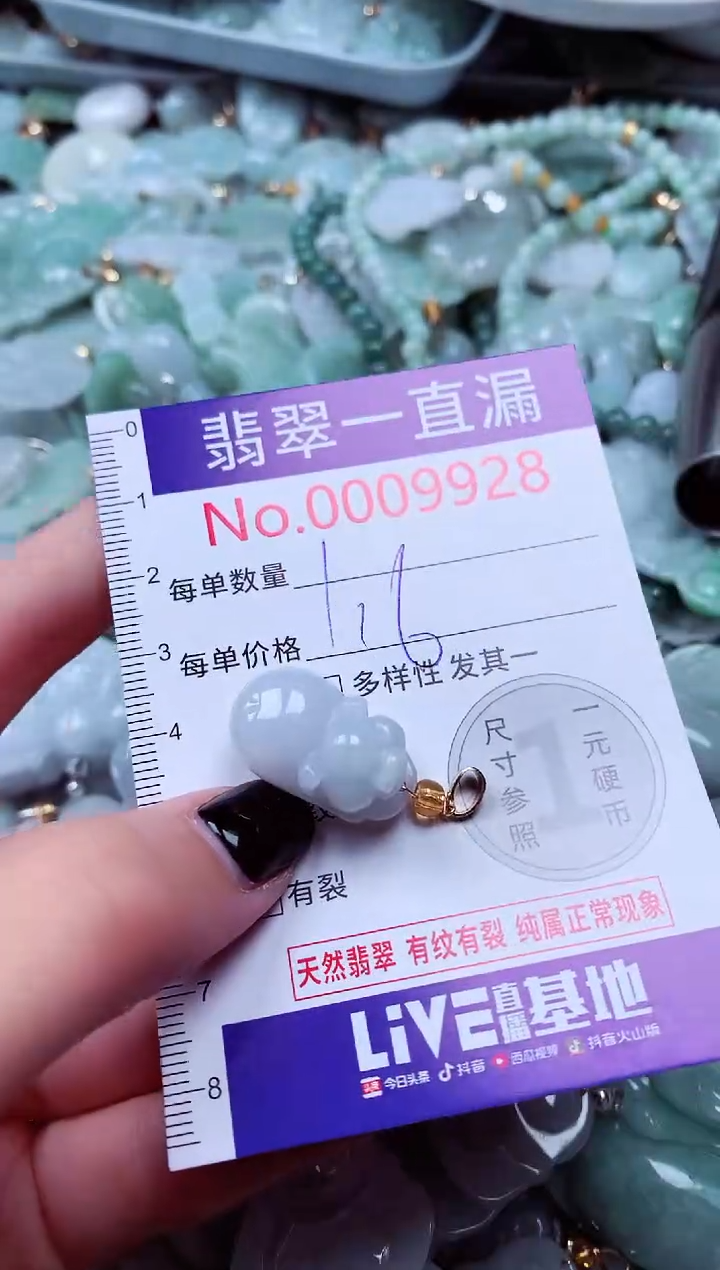 翡翠一直漏
No.0009928
0
1
2
3
4
7
8
每单数量
每单价格
多样性 发其一
尺寸参照
一元硬币
1
有裂
天然翡翠 有纹有裂 纯属正常现象
LiVE直播基地
头条 今日头条 抖音 西瓜视频 抖音火山版